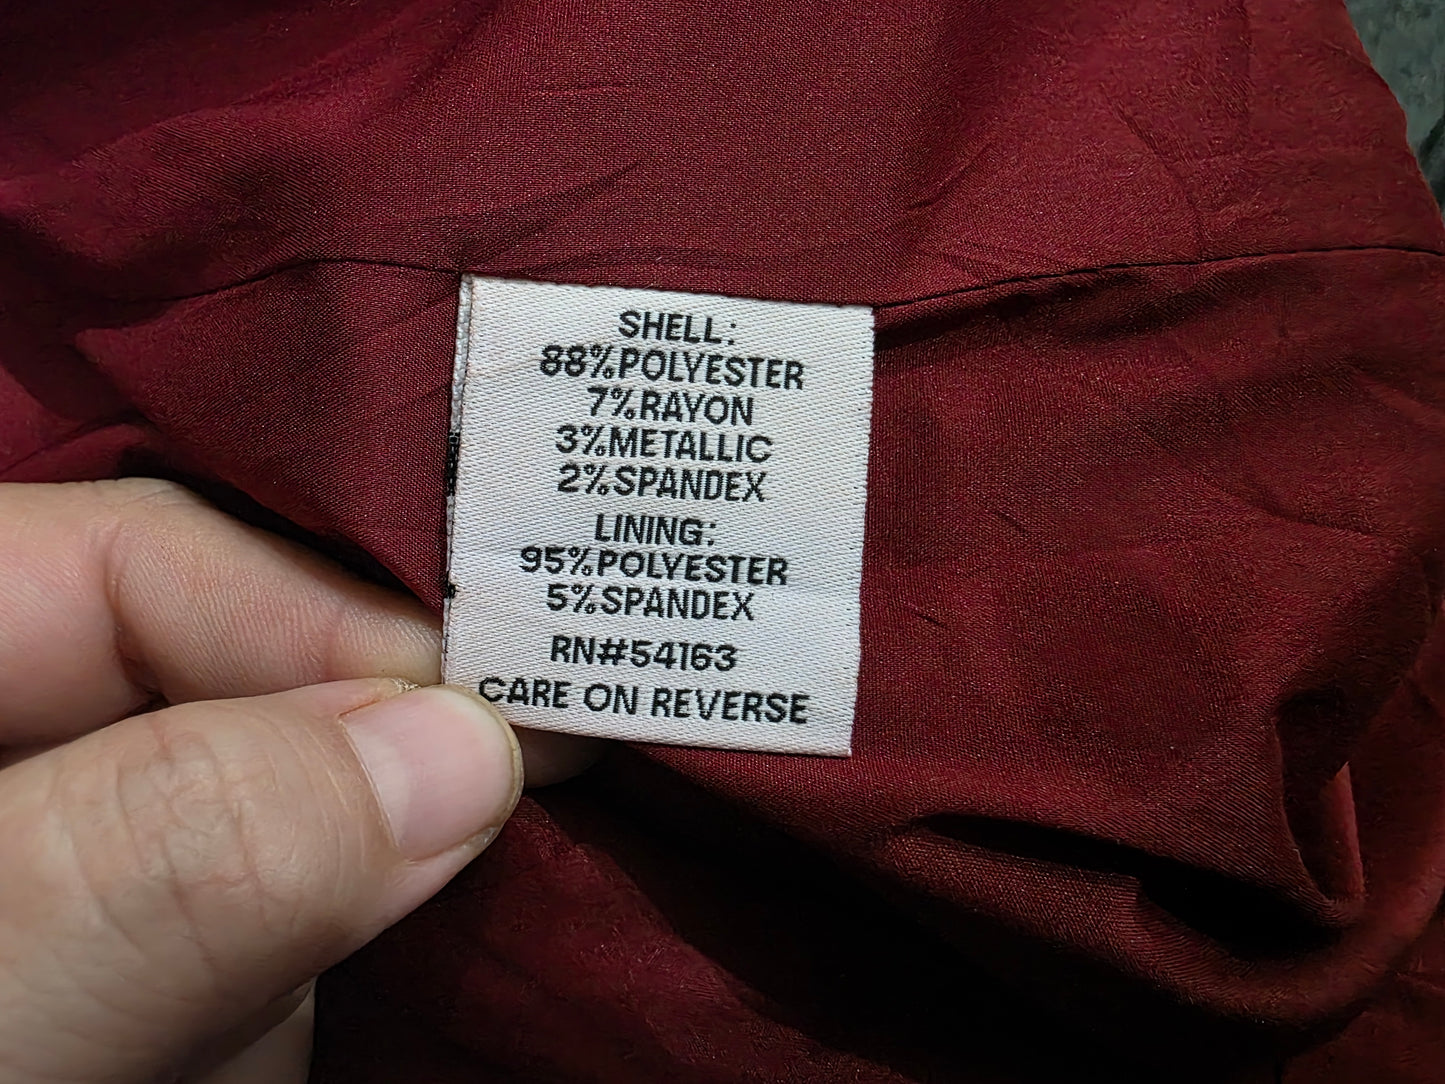 SHELL:
88%POLYESTER
7%RAYON
3%METALLIC
2%SPANDEX
LINING:
95%POLYESTER
5%SPANDEX
RN#54163
CARE ON REVERSE